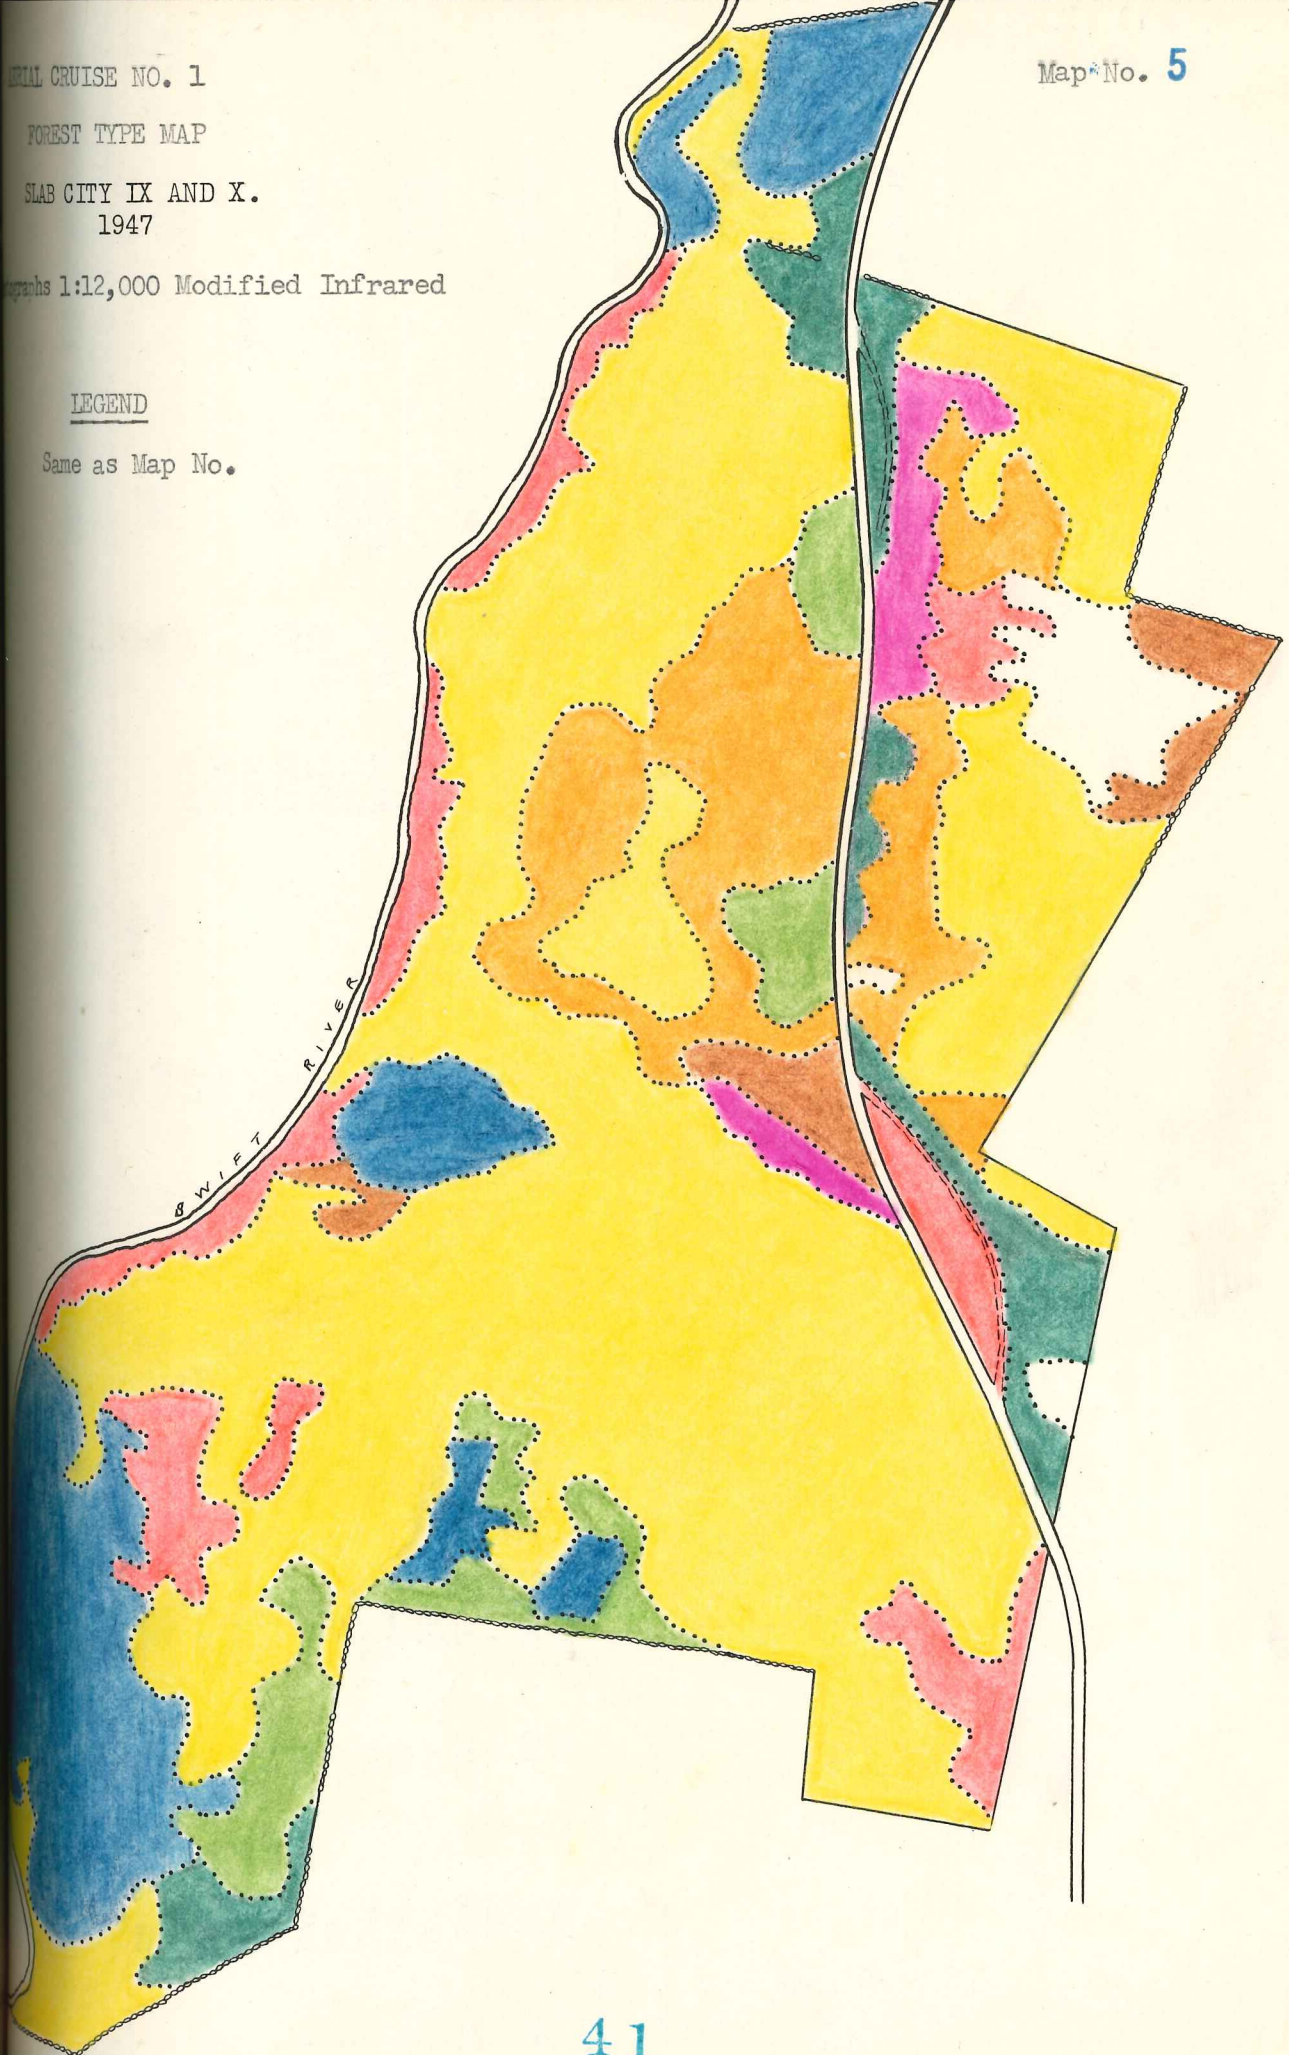 CRUISE NO. 1
FOREST TYPE MAP
SLAB CITY IX AND X.
1947
1:12,000 Modified Infrared
LEGEND
Same as Map No.
Map No. 5
SWIFT RIVER
41